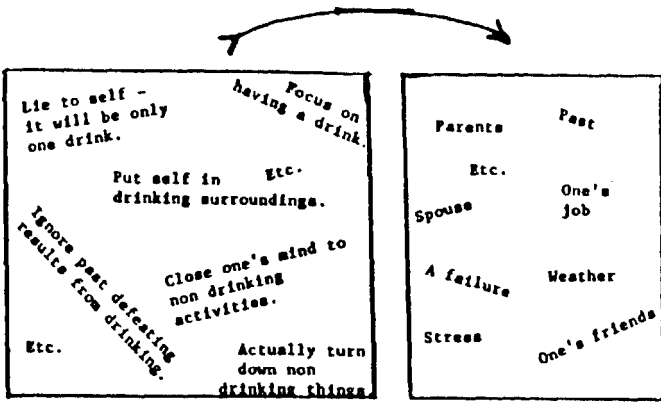 Lie to self -
it will be only
one drink.
Focus on
having a drink.
Put self in
drinking surroundings.
Etc.
Ignore past defeating
results from drinking.
Close one's mind to
non drinking
activities.
Etc.
Actually turn
down non
drinking things
Parents
Past
Etc.
Spouse
One's
job
A failure
Weather
Stress
One's friends